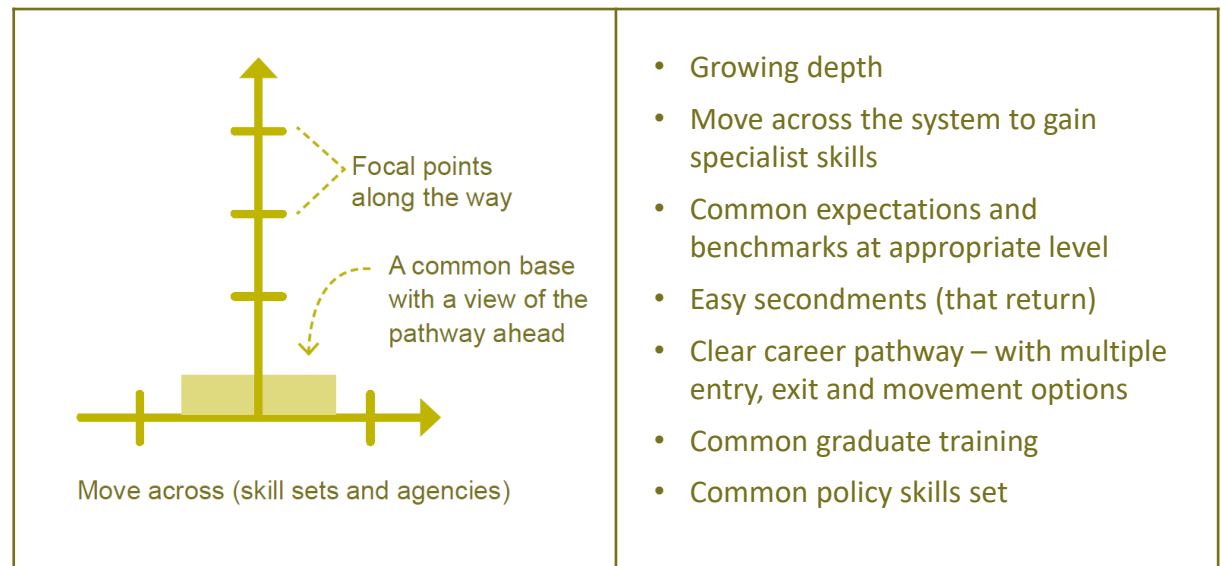 Focal points
along the way
A common base
with a view of the
pathway ahead
Move across (skill sets and agencies)
• Growing depth
• Move across the system to gain
specialist skills
• Common expectations and
benchmarks at appropriate level
• Easy secondments (that return)
• Clear career pathway – with multiple
entry, exit and movement options
• Common graduate training
• Common policy skills set